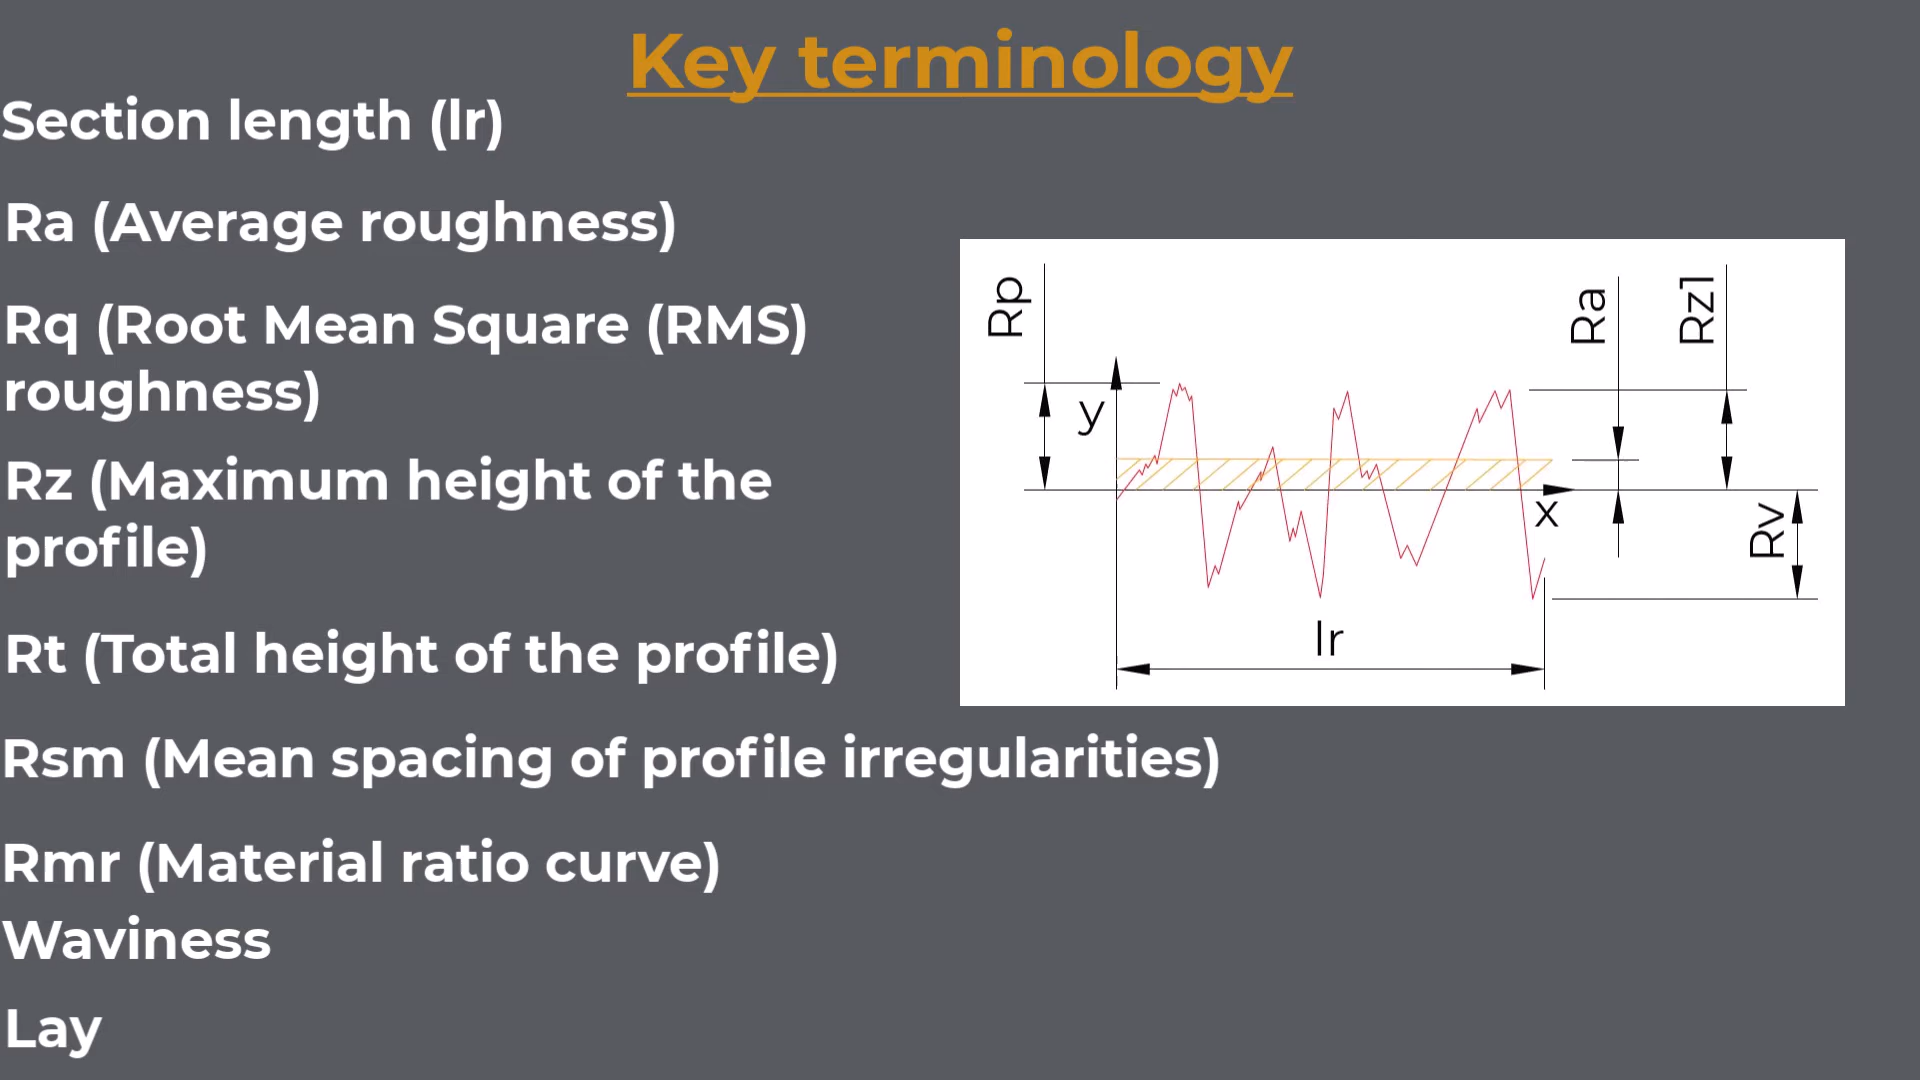 Key terminology
Section length (lr)
Ra (Average roughness)
Rq (Root Mean Square (RMS)
roughness)
Rz (Maximum height of the
profile)
Rt (Total height of the profile)
Rsm (Mean spacing of profile irregularities)
Rmr (Material ratio curve)
Waviness
Lay
Rp
y
Ra
Rz1
x
Rv
lr